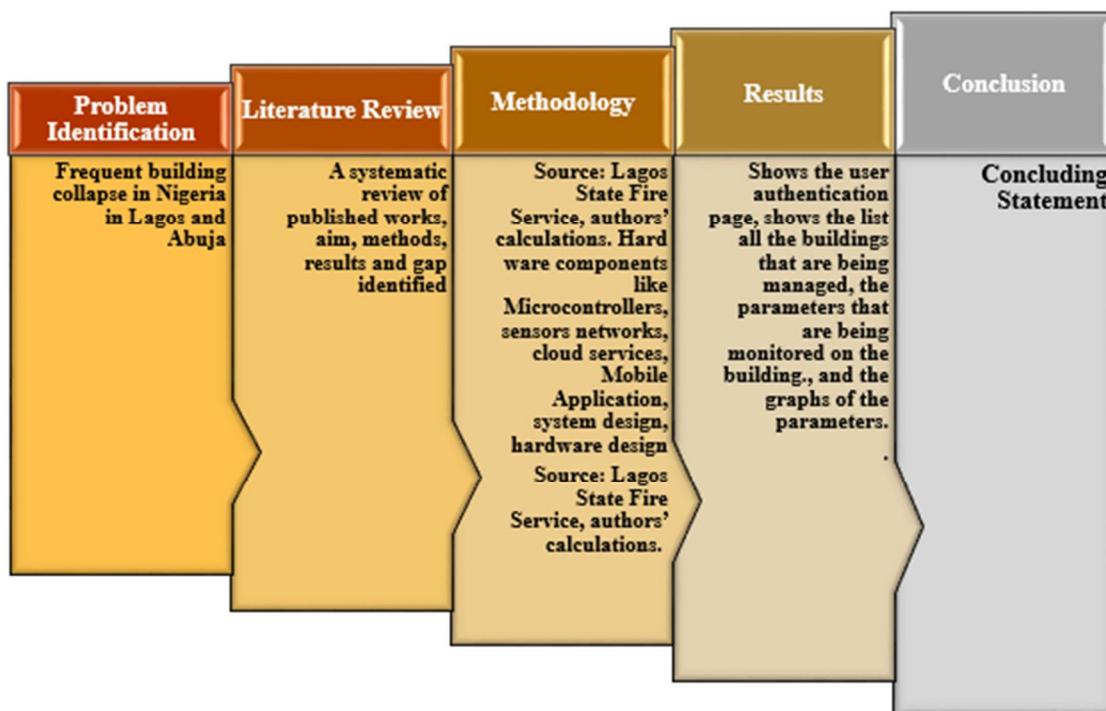 Problem
Identification
Frequent building
collapse in Nigeria
in Lagos and
Abuja
Literature Review
A systematic
review of
published works,
aim, methods,
results and gap
identified
Methodology
Source: Lagos
State Fire
Service, authors’
calculations. Hard
ware components
like
Microcontrollers,
sensors networks,
cloud services,
Mobile
Application,
system design,
hardware design
Source: Lagos
State Fire
Service, authors’
calculations.
Results
Shows the user
authentication
page, shows the list
all the buildings
that are being
managed, the
parameters that
are being
monitored on the
building., and the
graphs of the
parameters.
.
Conclusion
Concluding
Statement